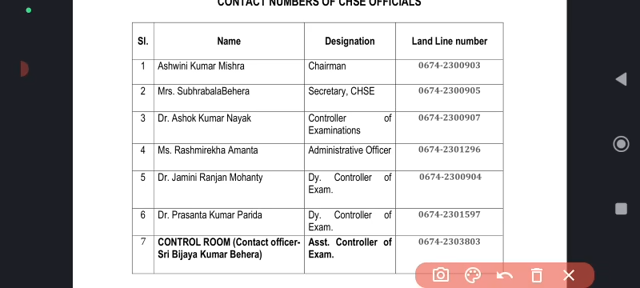 CONTACT NUMBERS OF CHSE OFFICIALS
Sl. Name Designation Land Line number
1 Ashwini Kumar Mishra Chairman 0674-2300903
2 Mrs. SubhrabalaBehera Secretary, CHSE 0674-2300905
3 Dr. Ashok Kumar Nayak Controller of 0674-2300907
Examinations
4 Ms. Rashmirekha Amanta Administrative Officer 0674-2301296
5 Dr. Jamini Ranjan Mohanty Dy. Controller of 0674-2300904
Exam.
6 Dr. Prasanta Kumar Parida Dy. Controller of 0674-2301597
Exam.
7 CONTROL ROOM (Contact officer- Asst. Controller of 0674-2303803
Sri Bijaya Kumar Behera) Exam.